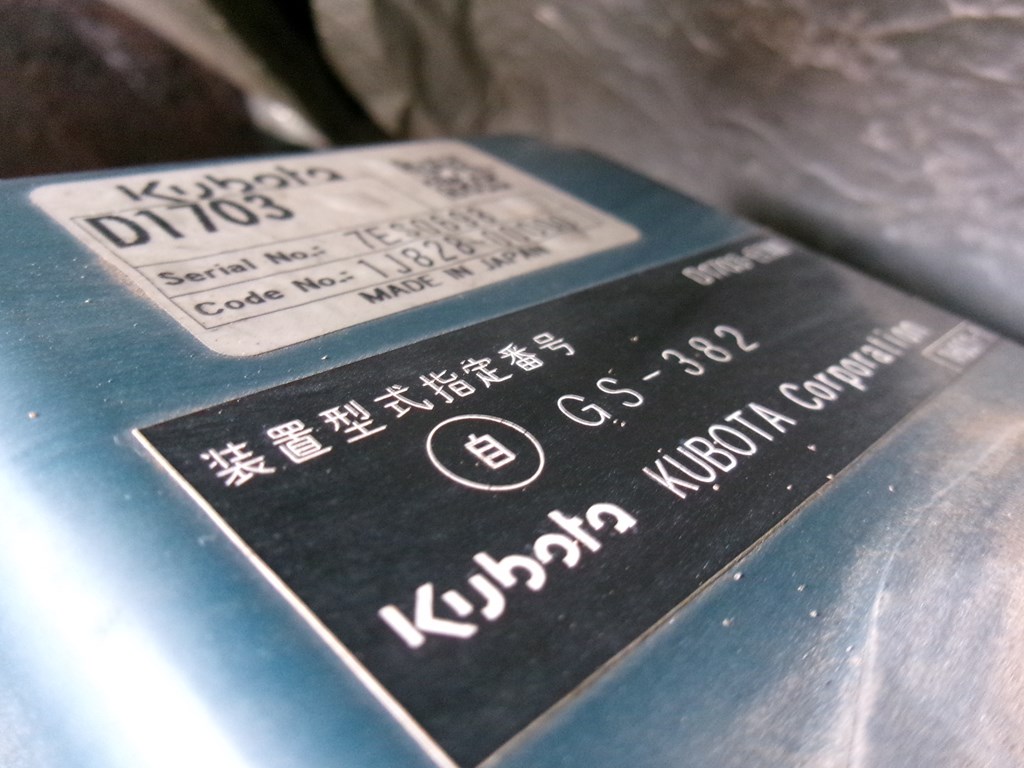 Kubota
D1703
Serial No.:
Code No.:
MADE IN JAPAN
装置型式指定番号
自 GS-382
Kubota KUBOTA Corporation